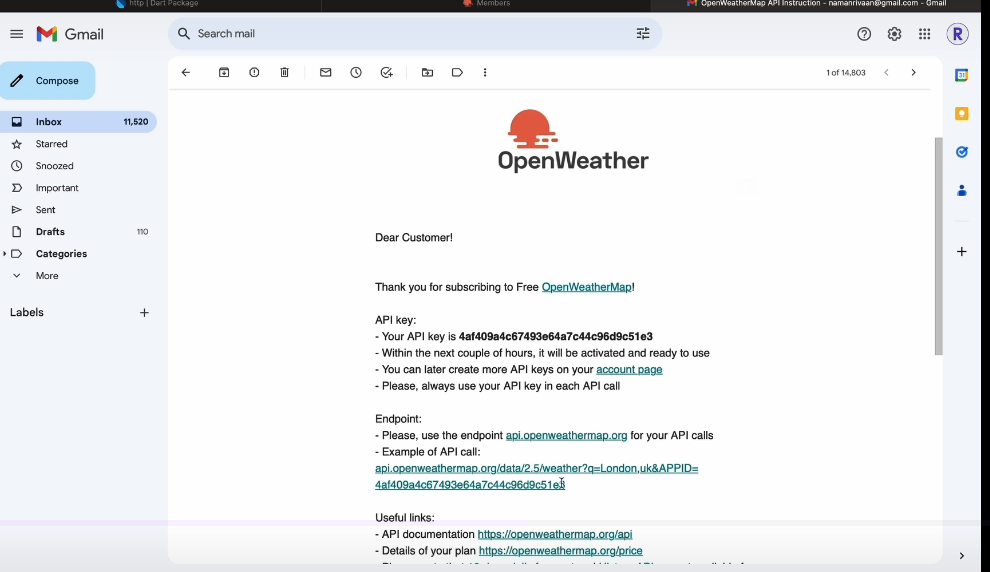 http | Dart Package
Members
OpenWeatherMap API Instruction - namanrivaan@gmail.com - Gmail
Gmail
Search mail
R
Compose
1 of 14,803
31
Inbox 11,520
Starred
Snoozed
Important
Sent
Drafts 110
Categories
More
Labels
OpenWeather
Dear Customer!
Thank you for subscribing to Free OpenWeatherMap!
API key:
- Your API key is 4af409a4c67493e64a7c44c96d9c51e3
- Within the next couple of hours, it will be activated and ready to use
- You can later create more API keys on your account page
- Please, always use your API key in each API call
Endpoint:
- Please, use the endpoint api.openweathermap.org for your API calls
- Example of API call:
api.openweathermap.org/data/2.5/weather?q=London,uk&APPID=
4af409a4c67493e64a7c44c96d9c51e3
Useful links:
- API documentation https://openweathermap.org/api
- Details of your plan https://openweathermap.org/price